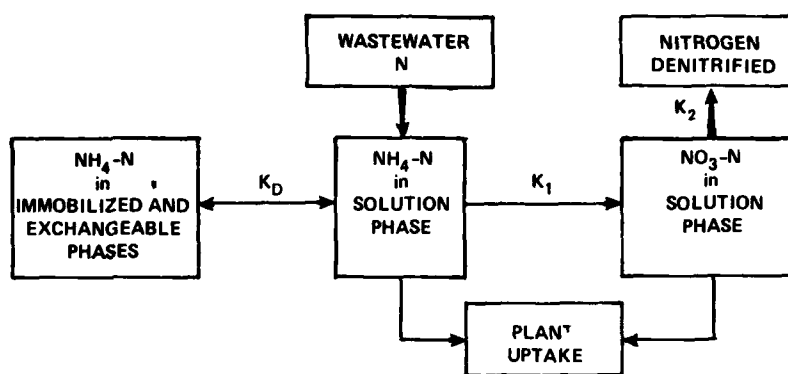 WASTEWATER
N
NITROGEN
DENITRIFIED
K2
NH4-N
in
IMMOBILIZED AND
EXCHANGEABLE
PHASES
KD
NH4-N
in
SOLUTION
PHASE
K1
NO3-N
in
SOLUTION
PHASE
PLANT
UPTAKE